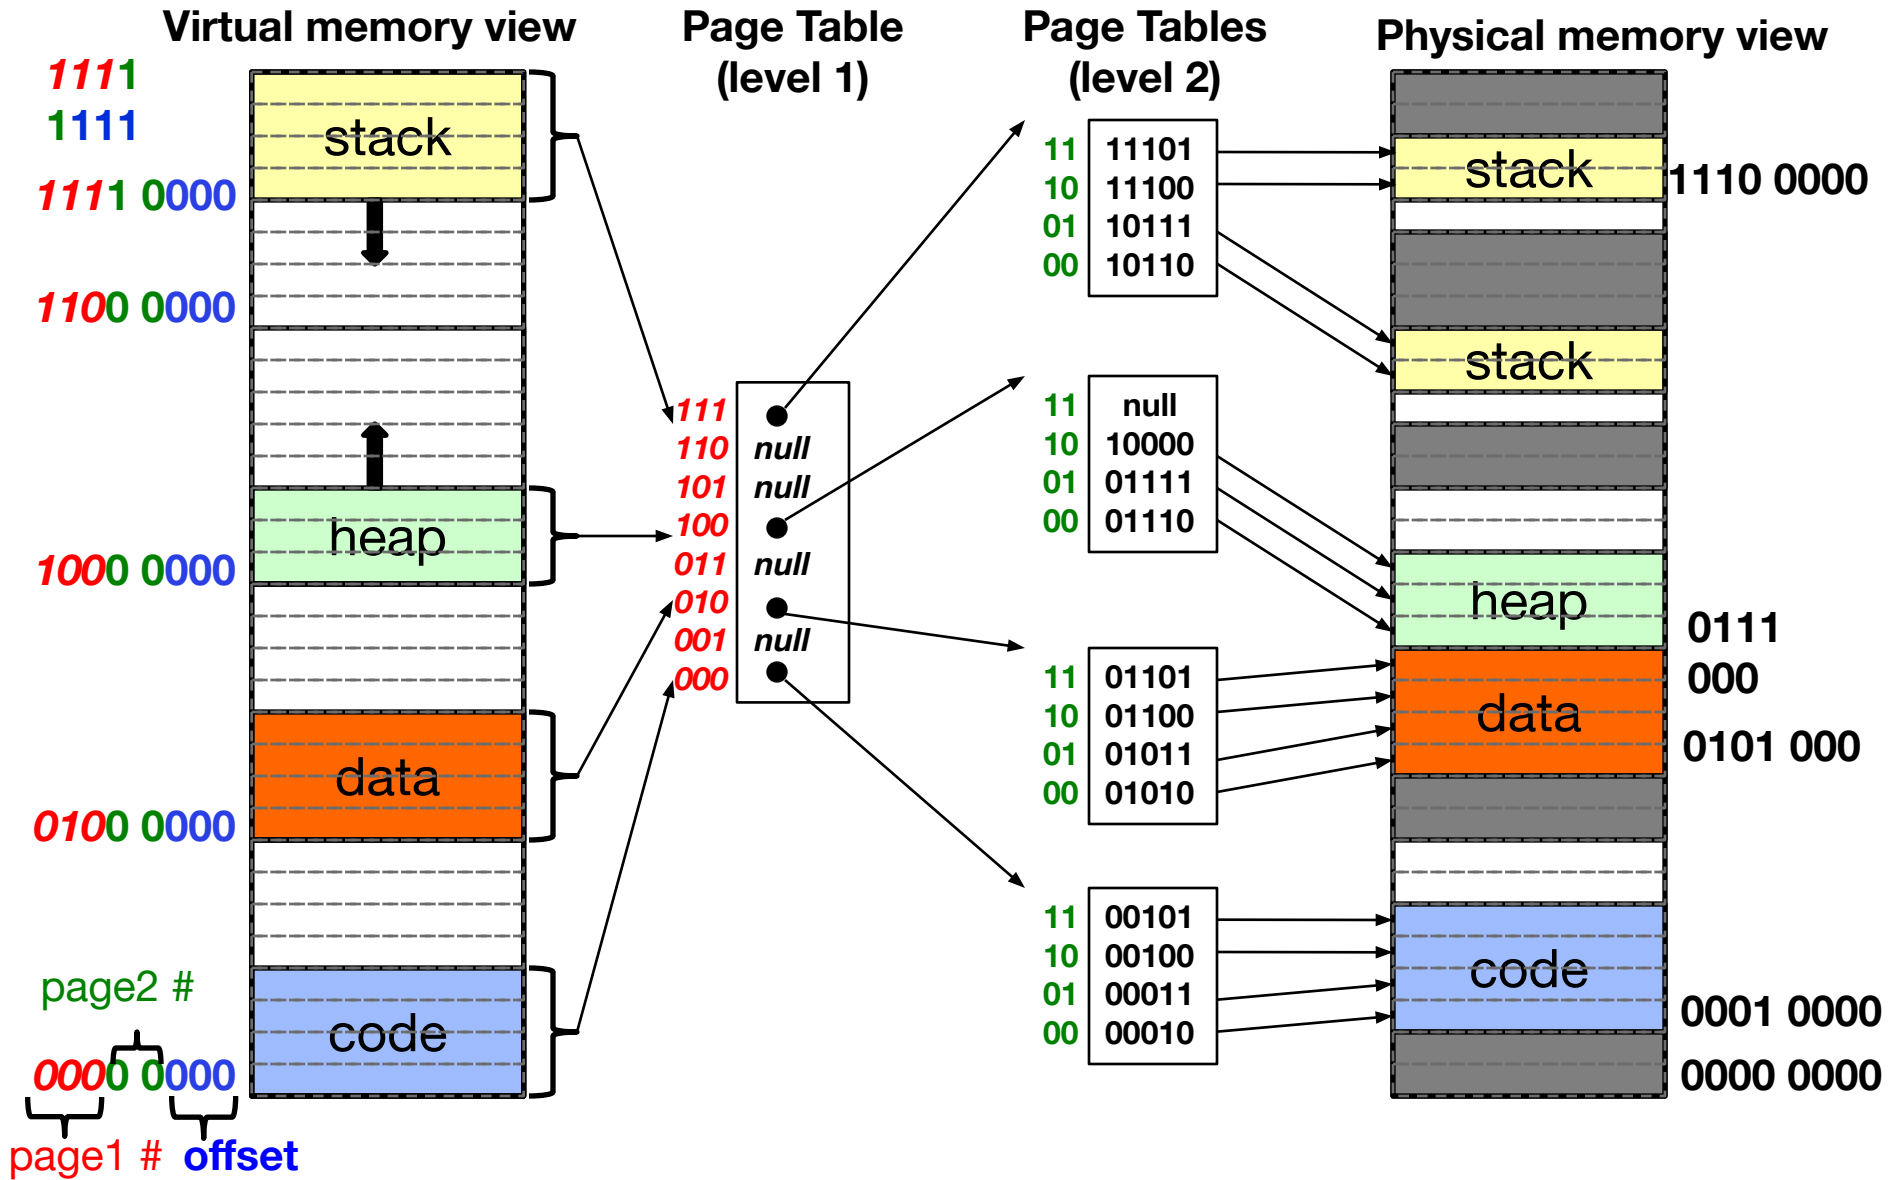 Virtual memory view
Page Table
(level 1)
Page Tables
(level 2)
Physical memory view
1111
1111
1111 0000
1100 0000
1000 0000
0100 0000
page2 #
0000 0000
page1 # offset
stack
heap
data
code
111
110 null
101 null
100
011 null
010
001 null
000
11 11101
10 11100
01 10111
00 10110
11 null
10 10000
01 01111
00 01110
11 01101
10 01100
01 01011
00 01010
11 00101
10 00100
01 00011
00 00010
stack
stack
heap
data
code
1110 0000
0111
000
0101 000
0001 0000
0000 0000